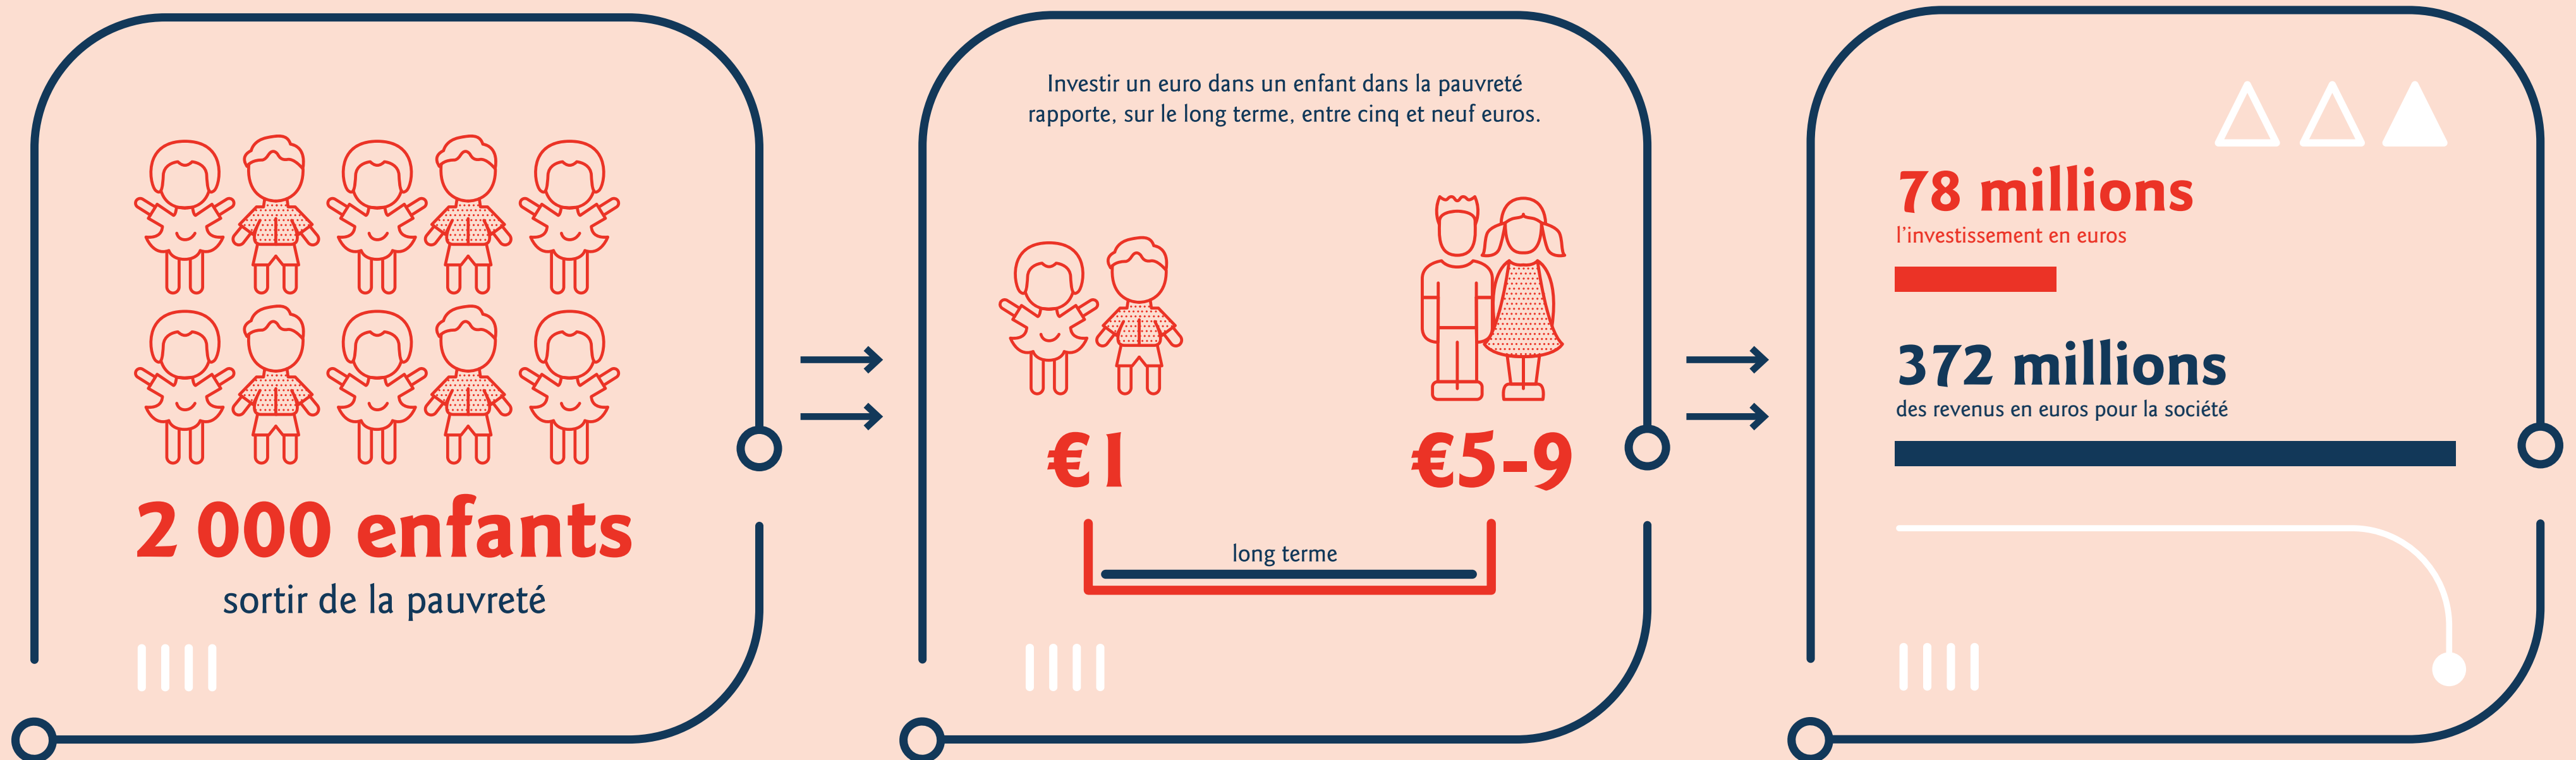 2 000 enfants
sortir de la pauvreté
Investir un euro dans un enfant dans la pauvreté
rapporte, sur le long terme, entre cinq et neuf euros.
€1
€5-9
long terme
78 millions
l'investissement en euros
372 millions
des revenus en euros pour la société